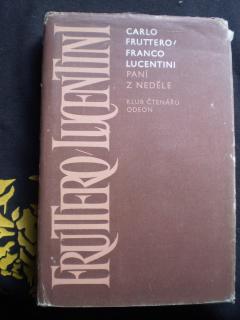 CARLO
FRUTTERO/
FRANCO
LUCENTINI
PANÍ
Z NEDĚLE
KLUB ČTENÁŘŮ
ODEON
FRUTTERO/LUCENTINI